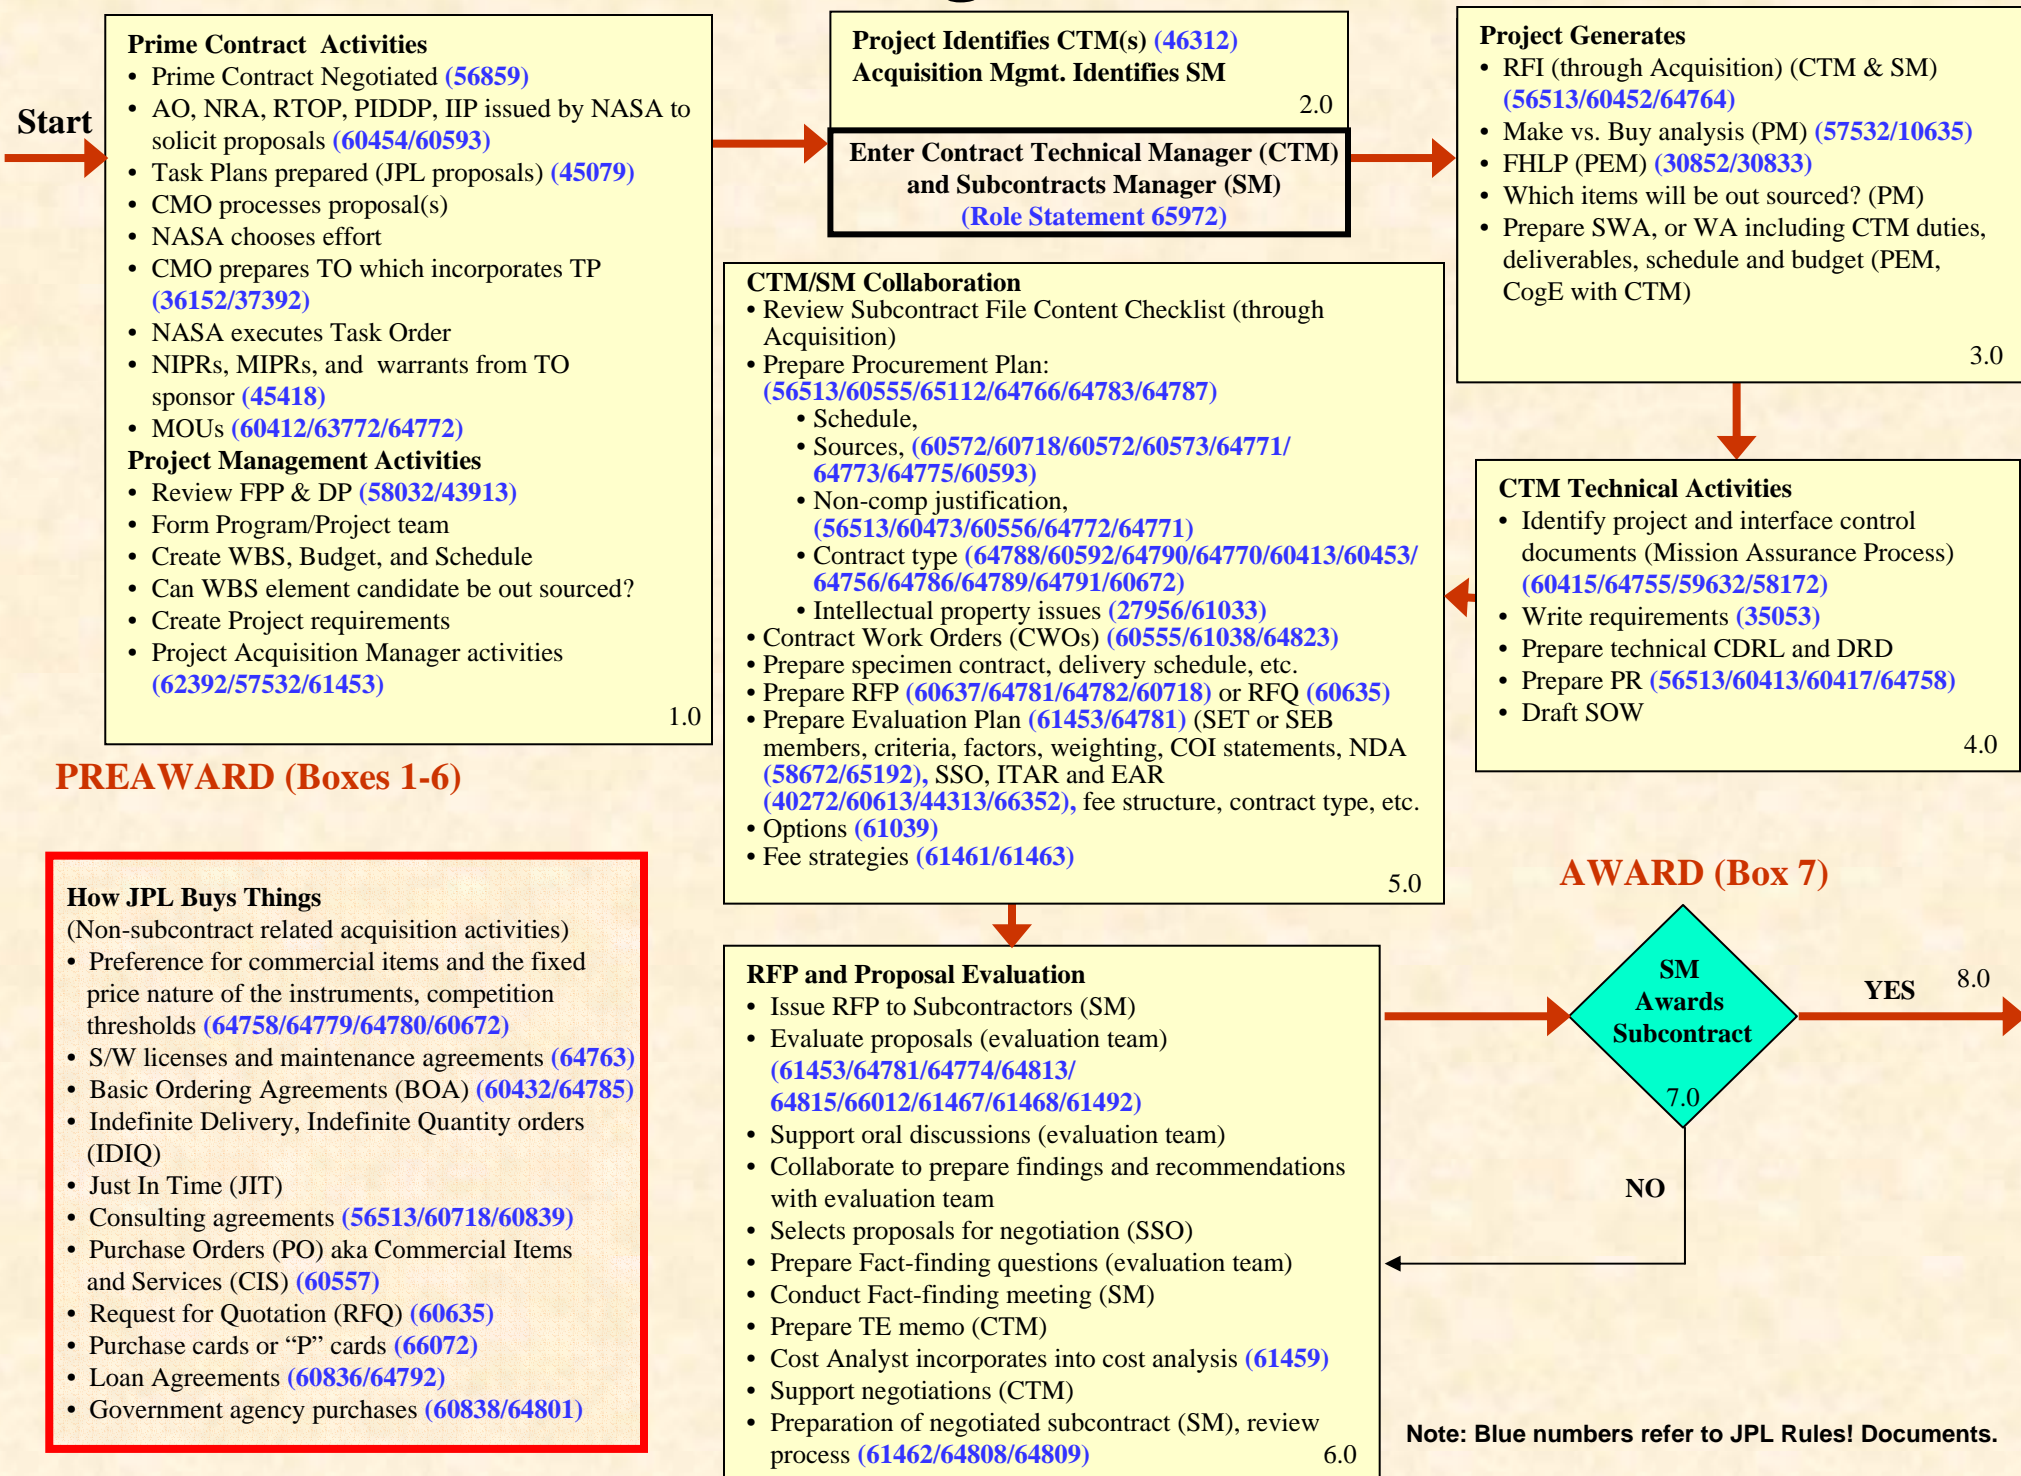 Start
Prime Contract Activities
• Prime Contract Negotiated (56859)
• AO, NRA, RTOP, PIDDP, IIP issued by NASA to
solicit proposals (60454/60593)
• Task Plans prepared (JPL proposals) (45079)
• CMO processes proposal(s)
• NASA chooses effort
• CMO prepares TO which incorporates TP
(36152/37392)
• NASA executes Task Order
• NIPRs, MIPRs, and warrants from TO
sponsor (45418)
• MOUs (60412/63772/64772)
Project Management Activities
• Review FPP & DP (58032/43913)
• Form Program/Project team
• Create WBS, Budget, and Schedule
• Can WBS element candidate be out sourced?
• Create Project requirements
• Project Acquisition Manager activities
(62392/57532/61453)
1.0
Project Identifies CTM(s) (46312)
Acquisition Mgmt. Identifies SM
2.0
Enter Contract Technical Manager (CTM)
and Subcontracts Manager (SM)
(Role Statement 65972)
Project Generates
• RFI (through Acquisition) (CTM & SM)
(56513/60452/64764)
• Make vs. Buy analysis (PM) (57532/10635)
• FHLP (PEM) (30852/30833)
• Which items will be out sourced? (PM)
• Prepare SWA, or WA including CTM duties,
deliverables, schedule and budget (PEM,
CogE with CTM)
3.0
CTM Technical Activities
• Identify project and interface control
documents (Mission Assurance Process)
(60415/64755/59632/58172)
• Write requirements (35053)
• Prepare technical CDRL and DRD
• Prepare PR (56513/60413/60417/64758)
• Draft SOW
4.0
CTM/SM Collaboration
• Review Subcontract File Content Checklist (through
Acquisition)
• Prepare Procurement Plan:
(56513/60555/65112/64766/64783/64787)
• Schedule,
• Sources, (60572/60718/60572/60573/64771/
64773/64775/60593)
• Non-comp justification,
(56513/60473/60556/64772/64771)
• Contract type (64788/60592/64790/64770/60413/60453/
64756/64786/64789/64791/60672)
• Intellectual property issues (27956/61033)
• Contract Work Orders (CWOs) (60555/61038/64823)
• Prepare specimen contract, delivery schedule, etc.
• Prepare RFP (60637/64781/64782/60718) or RFQ (60635)
• Prepare Evaluation Plan (61453/64781) (SET or SEB
members, criteria, factors, weighting, COI statements, NDA
(58672/65192), SSO, ITAR and EAR
(40272/60613/44313/66352), fee structure, contract type, etc.
• Options (61039)
• Fee strategies (61461/61463)
5.0
PREAWARD (Boxes 1-6)
How JPL Buys Things
(Non-subcontract related acquisition activities)
• Preference for commercial items and the fixed
price nature of the instruments, competition
thresholds (64758/64779/64780/60672)
• S/W licenses and maintenance agreements (64763)
• Basic Ordering Agreements (BOA) (60432/64785)
• Indefinite Delivery, Indefinite Quantity orders
(IDIQ)
• Just In Time (JIT)
• Consulting agreements (56513/60718/60839)
• Purchase Orders (PO) aka Commercial Items
and Services (CIS) (60557)
• Request for Quotation (RFQ) (60635)
• Purchase cards or “P” cards (66072)
• Loan Agreements (60836/64792)
• Government agency purchases (60838/64801)
RFP and Proposal Evaluation
• Issue RFP to Subcontractors (SM)
• Evaluate proposals (evaluation team)
(61453/64781/64774/64813/
64815/66012/61467/61468/61492)
• Support oral discussions (evaluation team)
• Collaborate to prepare findings and recommendations
with evaluation team
• Selects proposals for negotiation (SSO)
• Prepare Fact-finding questions (evaluation team)
• Conduct Fact-finding meeting (SM)
• Prepare TE memo (CTM)
• Cost Analyst incorporates into cost analysis (61459)
• Support negotiations (CTM)
• Preparation of negotiated subcontract (SM), review
process (61462/64808/64809)
6.0
AWARD (Box 7)
SM
Awards
Subcontract
7.0
YES
8.0
NO
Note: Blue numbers refer to JPL Rules! Documents.